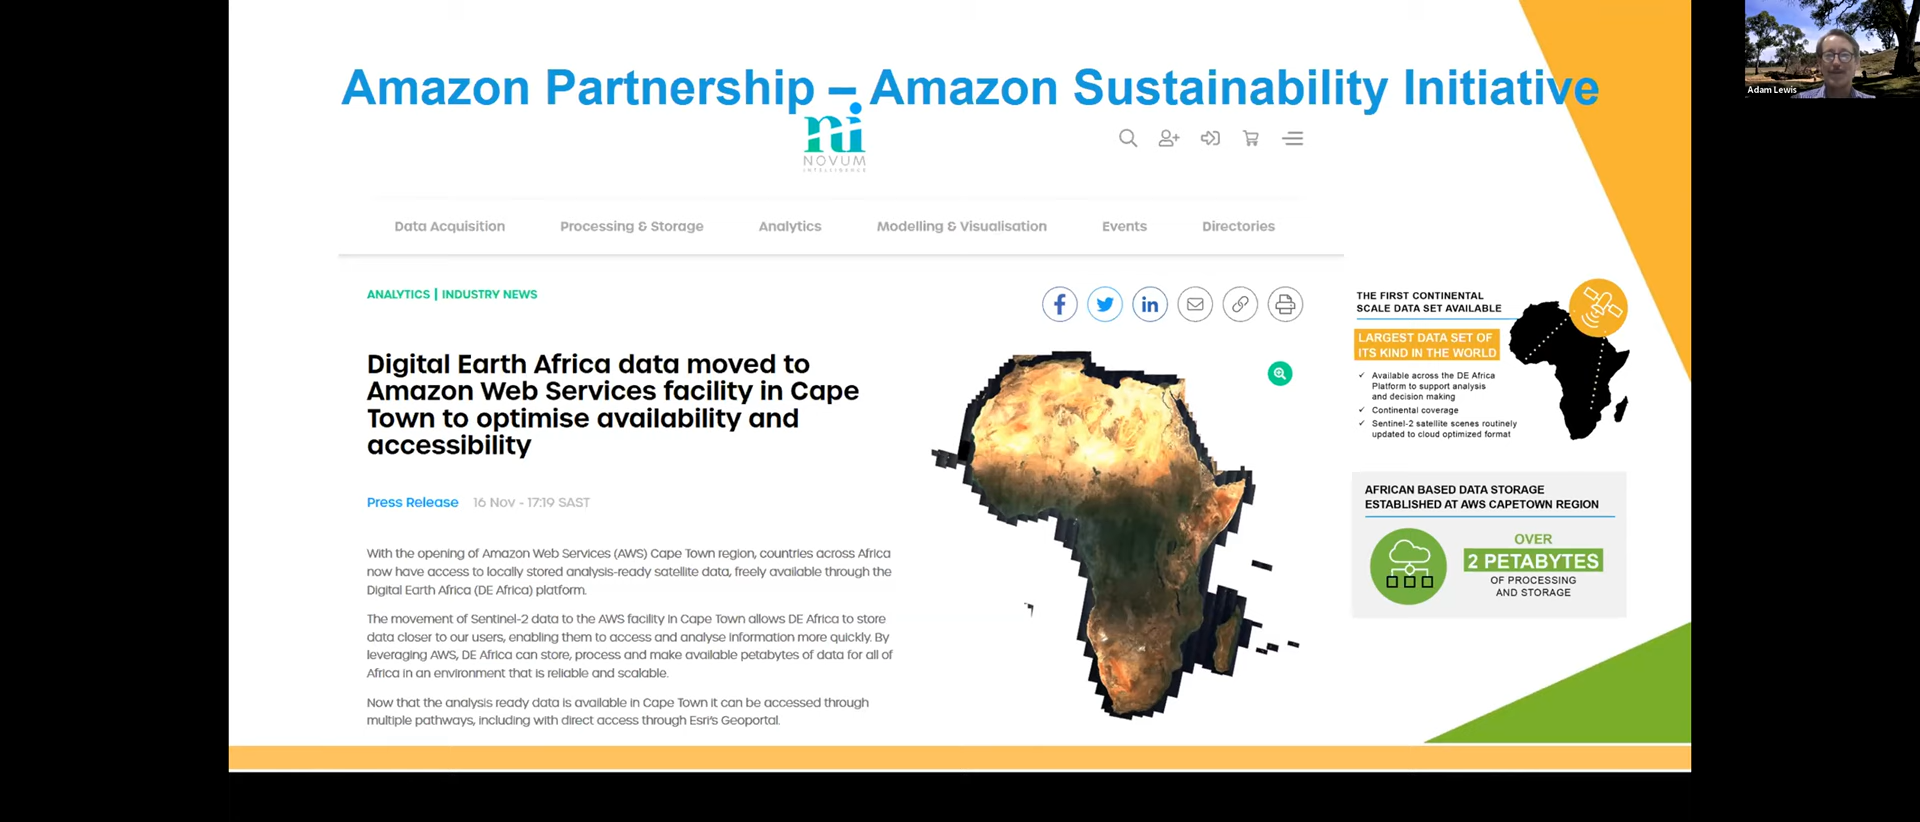 Amazon Partnership – Amazon Sustainability Initiative
ni
NOVUM
INTELLIGENCE
Data Acquisition
Processing & Storage
Analytics
Modelling & Visualisation
Events
Directories
ANALYTICS | INDUSTRY NEWS
Digital Earth Africa data moved to
Amazon Web Services facility in Cape
Town to optimise availability and
accessibility
Press Release 16 Nov - 17:19 SAST
With the opening of Amazon Web Services (AWS) Cape Town region, countries across Africa
now have access to locally stored analysis-ready satellite data, freely available through the
Digital Earth Africa (DE Africa) platform.
The movement of Sentinel-2 data to the AWS facility in Cape Town allows DE Africa to store
data closer to our users, enabling them to access and analyse information more quickly. By
leveraging AWS, DE Africa can store, process and make available petabytes of data for all of
Africa in an environment that is reliable and scalable.
Now that the analysis ready data is available in Cape Town it can be accessed through
multiple pathways, including with direct access through Esri's Geoportal.
THE FIRST CONTINENTAL
SCALE DATA SET AVAILABLE
LARGEST DATA SET OF
ITS KIND IN THE WORLD
✓ Available across the DE Africa
Platform to support analysis
and decision making
✓ Continental coverage
✓ Sentinel-2 satellite scenes routinely
updated to cloud optimized format
AFRICAN BASED DATA STORAGE
ESTABLISHED AT AWS CAPETOWN REGION
OVER
2 PETABYTES
OF PROCESSING
AND STORAGE
Adam Lewis